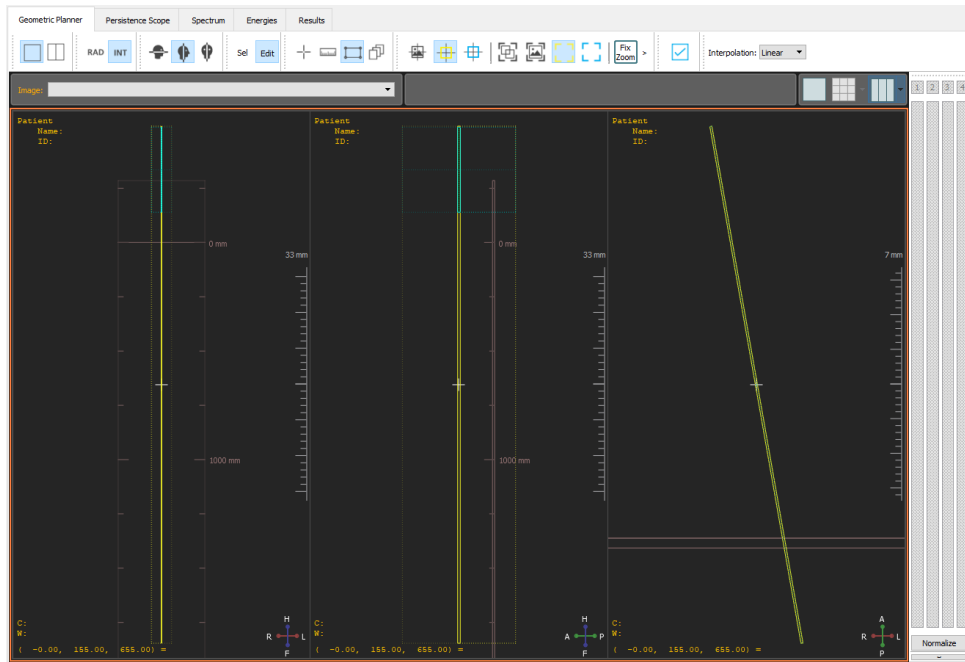 Geometric Planner Persistence Scope Spectrum Energies Results
RAD INT Sel Edit Fix Zoom > Interpolation: Linear
Image: 1 2 3 4
Patient Patient Patient
Name: Name: Name:
ID: ID: ID:
0 mm 0 mm
33 mm 33 mm 7 mm
1000 mm 1000 mm
H H A
C: C: C:
W: W: W:
R L A P R L
F F P
( -0.00, 155.00, 655.00) = ( -0.00, 155.00, 655.00) = ( -0.00, 155.00, 655.00) =
Normalize